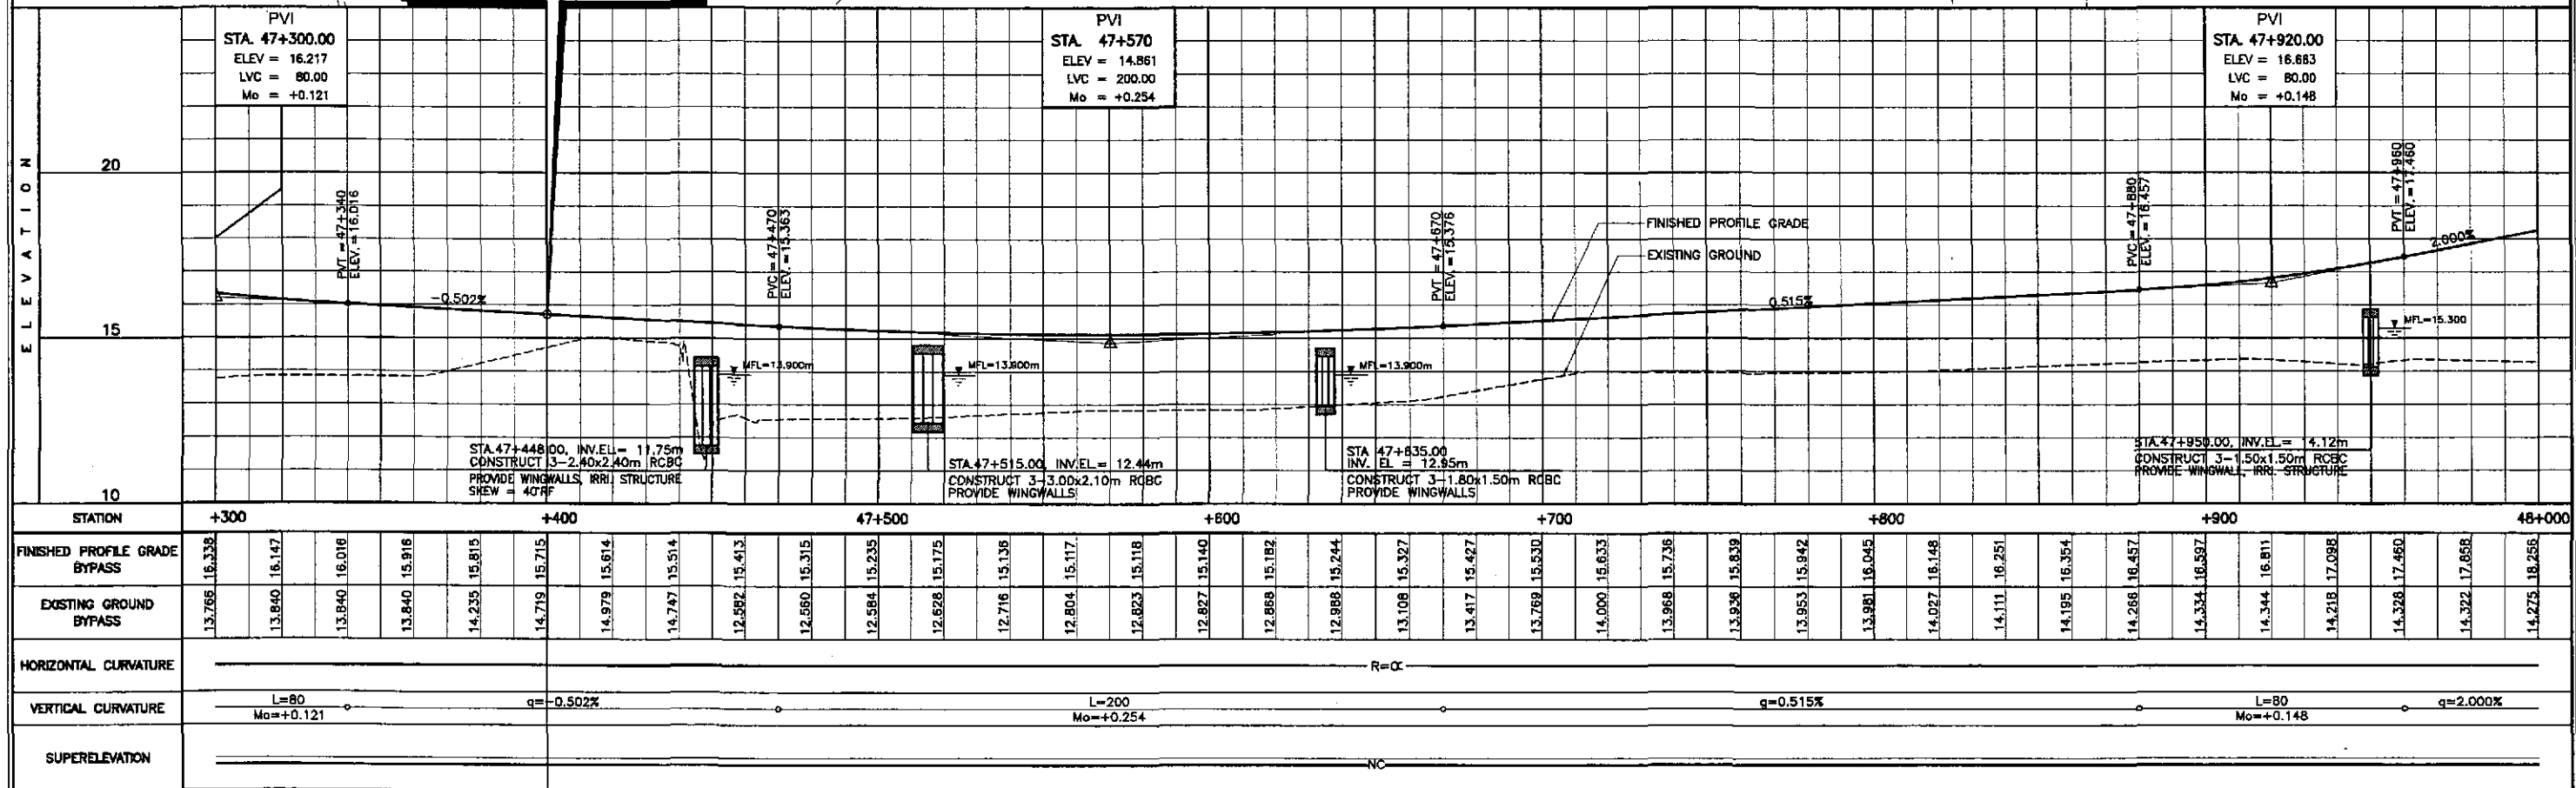 PVI
STA. 47+300.00
ELEV = 16.217
LVC = 80.00
Mo = +0.121
PVI
STA. 47+570
ELEV = 14.861
LVC = 200.00
Mo = +0.254
PVI
STA. 47+920.00
ELEV = 16.663
LVC = 80.00
Mo = +0.148
ELEVATION
20
15
10
PVT = 47+340
ELEV. = 16.016
-0.502%
PVC = 47+470
ELEV. = 15.363
PVT = 47+670
ELEV. = 15.376
FINISHED PROFILE GRADE
EXISTING GROUND
0.515%
PVC = 47+880
ELEV. = 16.457
PVT = 47+960
ELEV. = 17.460
2.000%
MFL=13.900m
MFL=13.900m
MFL=13.900m
MFL=15.300
STA.47+448.00, INV.EL= 11.75m
CONSTRUCT 3-2.40x2.40m RCBC
PROVIDE WINGWALLS, IRRI. STRUCTURE
SKEW = 40°RF
STA.47+515.00, INV.EL= 12.44m
CONSTRUCT 3-3.00x2.10m RCBC
PROVIDE WINGWALLS
STA 47+635.00
INV. EL = 12.95m
CONSTRUCT 3-1.80x1.50m RCBC
PROVIDE WINGWALLS
STA.47+950.00, INV.EL= 14.12m
CONSTRUCT 3-1.50x1.50m RCBC
PROVIDE WINGWALL, IRRI. STRUCTURE
STATION +300 +400 47+500 +600 +700 +800 +900 48+000
FINISHED PROFILE GRADE
BYPASS
16.338 16.147 16.016 15.916 15.815 15.715 15.614 15.514 15.413 15.315 15.235 15.175 15.136 15.117 15.118 15.140 15.182 15.244 15.327 15.427 15.530 15.633 15.736 15.839 15.942 16.045 16.148 16.251 16.354 16.457 16.597 16.811 17.098 17.460 17.858 18.256
EXISTING GROUND
BYPASS
13.766 13.840 13.840 13.840 14.235 14.719 14.979 14.747 12.582 12.560 12.584 12.628 12.716 12.804 12.823 12.827 12.868 12.988 13.108 13.417 13.769 14.000 13.968 13.936 13.953 13.981 14.027 14.111 14.195 14.266 14.334 14.344 14.218 14.328 14.322 14.275
HORIZONTAL CURVATURE R=∝
VERTICAL CURVATURE
L=80 q=-0.502% L=200 q=0.515% L=80 q=2.000%
Mo=+0.121 Mo=+0.254 Mo=+0.148
SUPERELEVATION NC